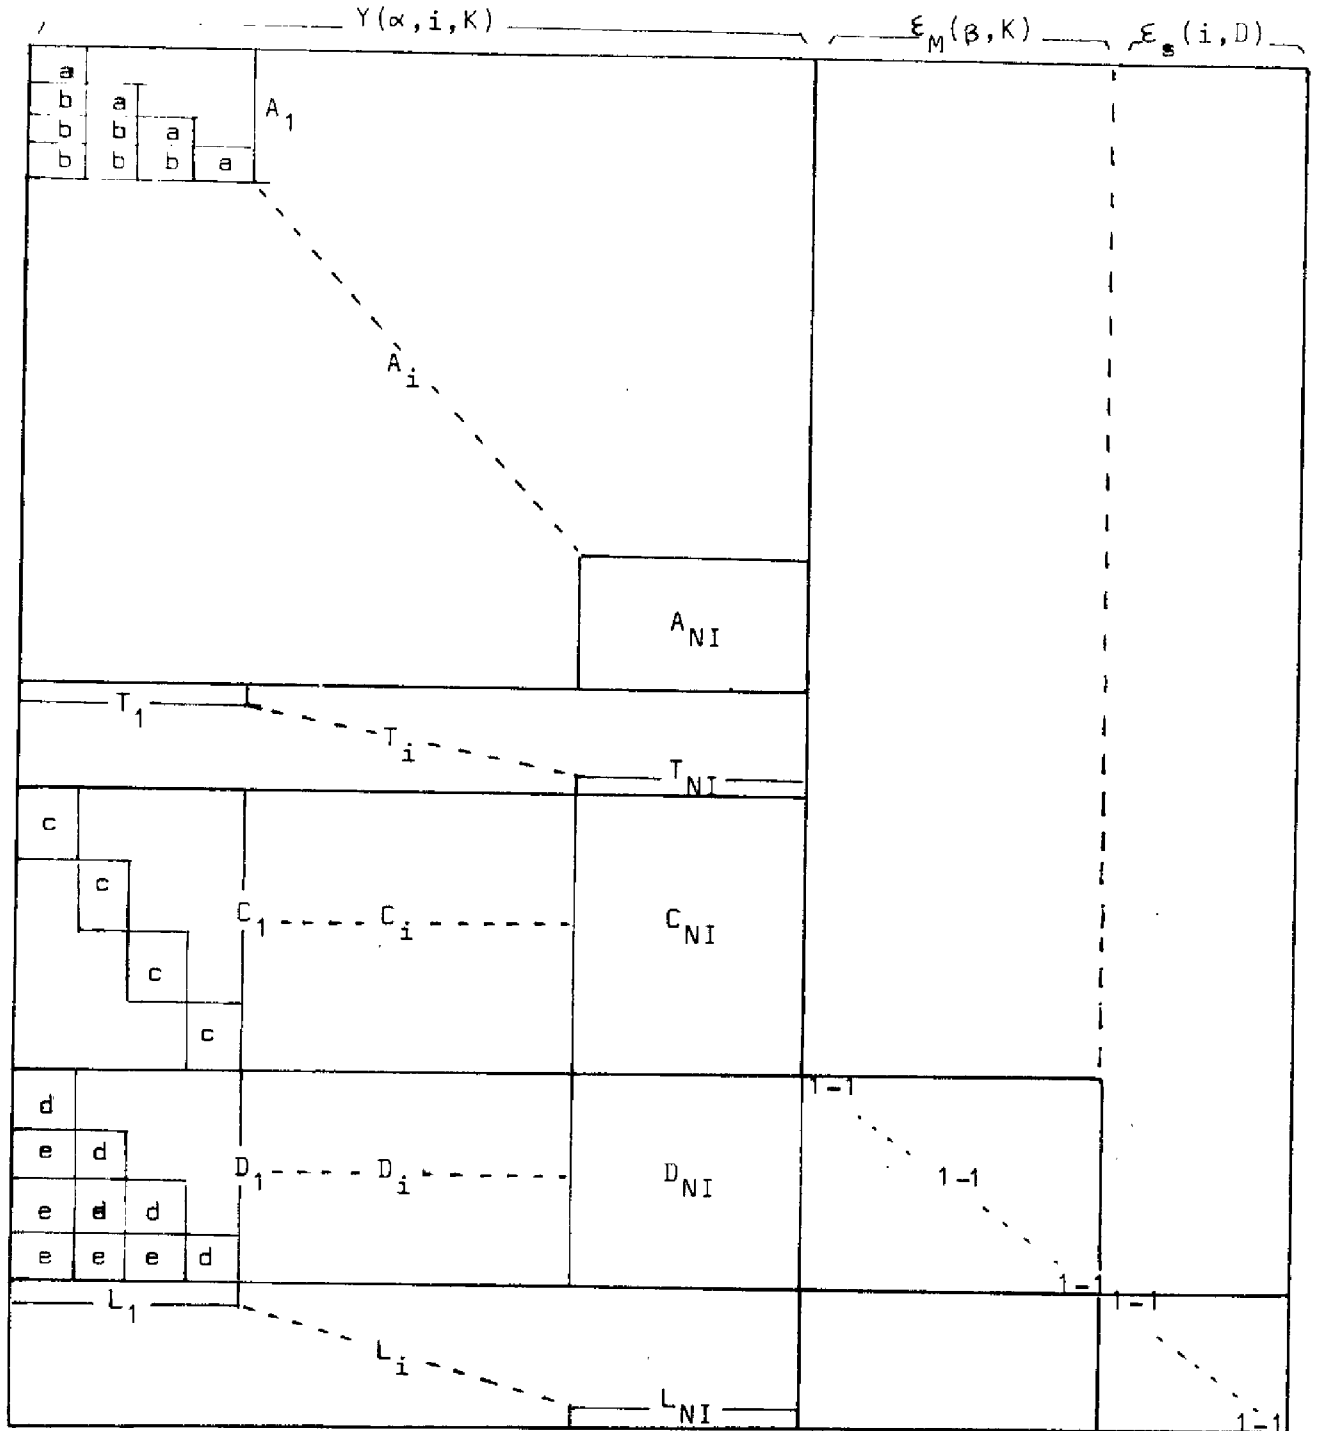 Y(α,i,K) ε_M(β,K) ε_s(i,D)
a
b a A_1
b b a
b b b a
A_i
A_NI
T_1
T_i
T_NI
c
c
C_1 C_i C_NI
c
c
d 1-1
e d D_1 D_i D_NI 1-1
e d
e e e d 1-1
L_1 1-1
L_i
L_NI 1-1